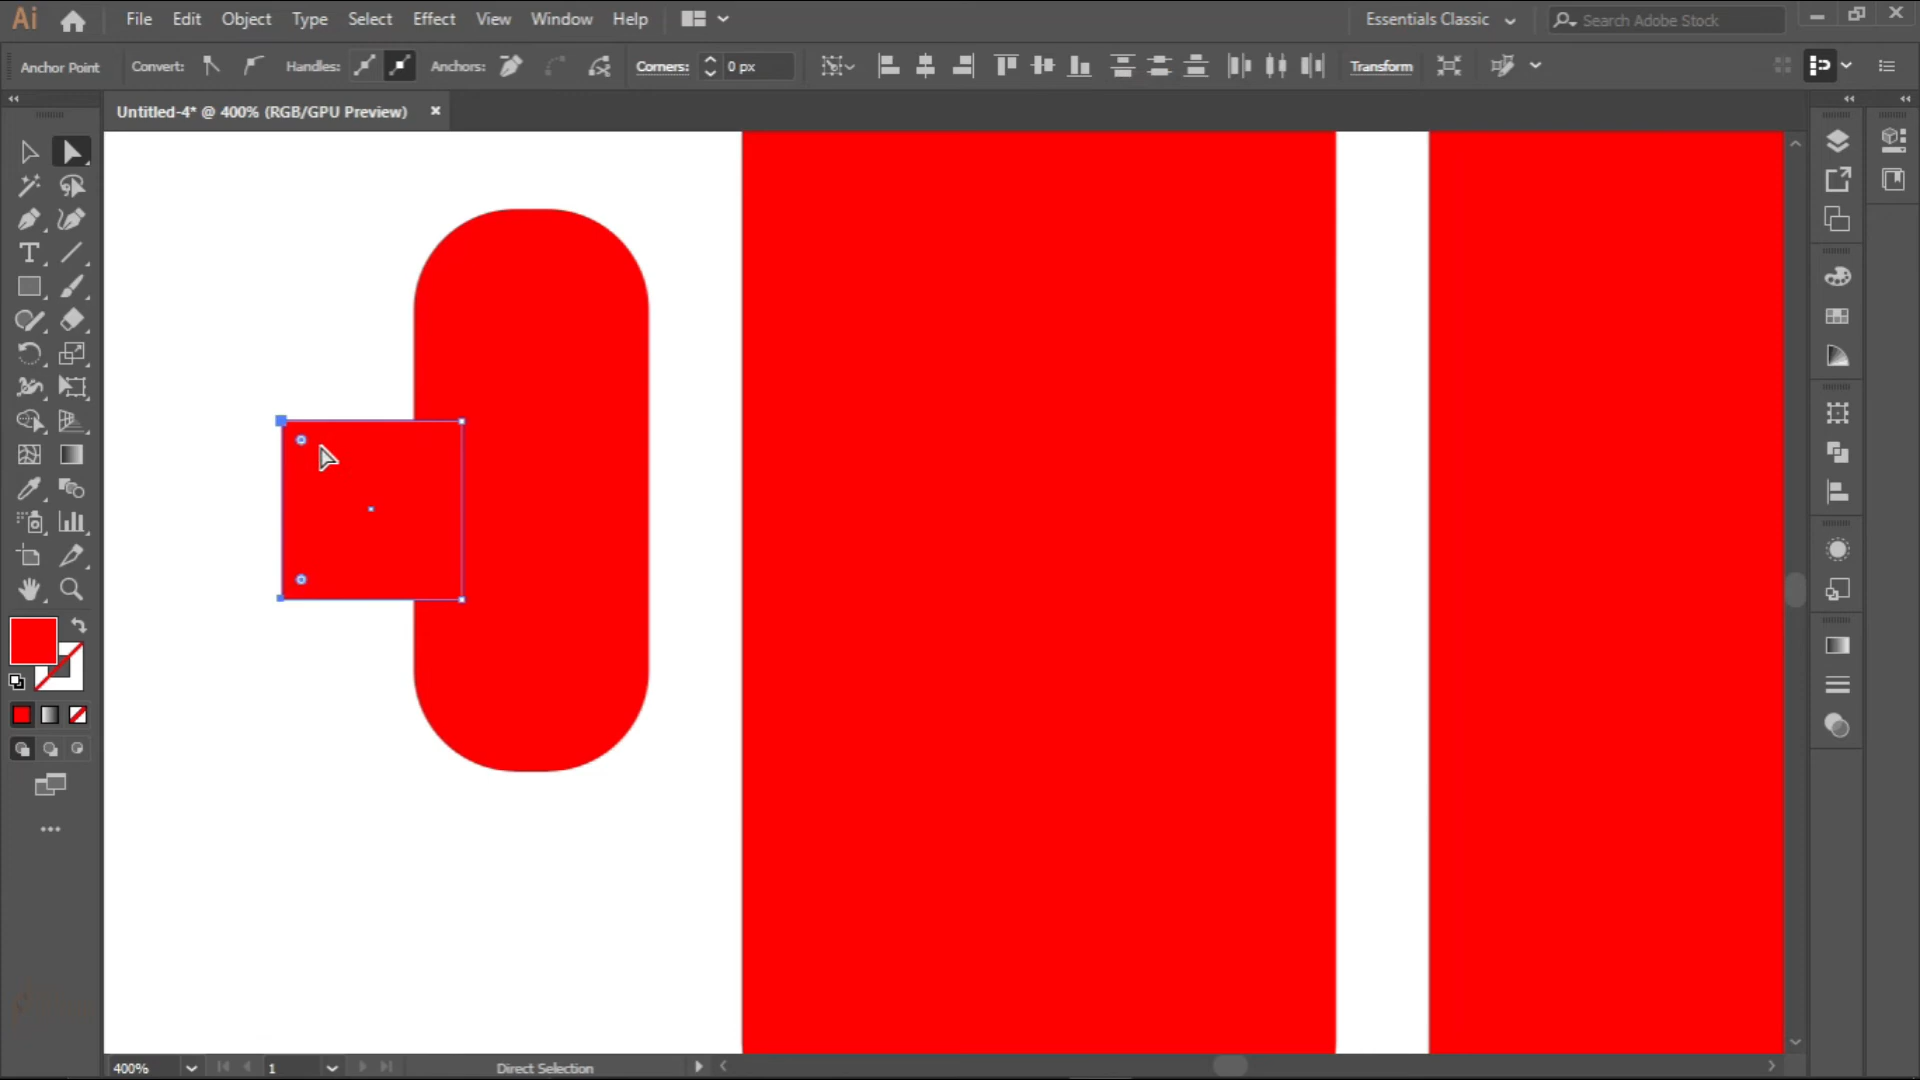 Ai File Edit Object Type Select Effect View Window Help Essentials Classic Search Adobe Stock
Anchor Point Convert: Handles: Anchors: Corners: 0 px Transform
Untitled-4* @ 400% (RGB/GPU Preview)
T
400% 1 Direct Selection